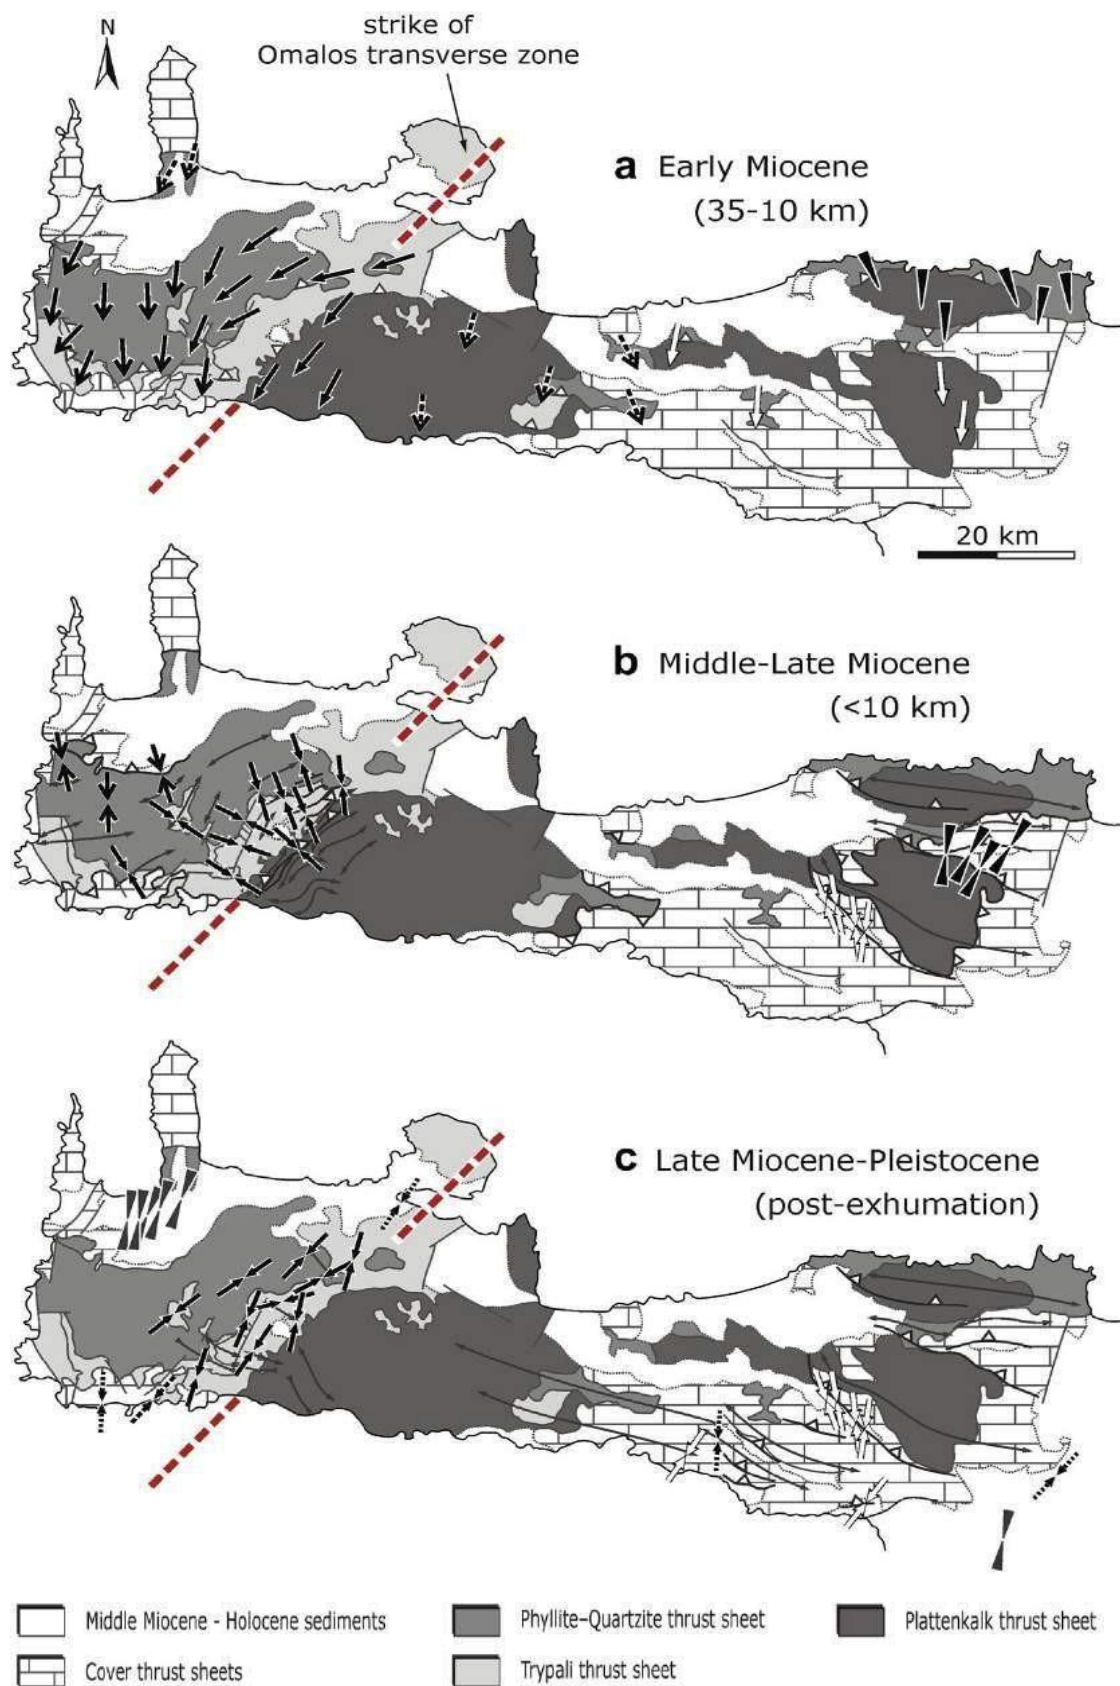 N
strike of
Omalos transverse zone
a Early Miocene
(35-10 km)
20 km
b Middle-Late Miocene
(<10 km)
c Late Miocene-Pleistocene
(post-exhumation)
Middle Miocene - Holocene sediments
Phyllite-Quartzite thrust sheet
Plattenkalk thrust sheet
Cover thrust sheets
Trypali thrust sheet